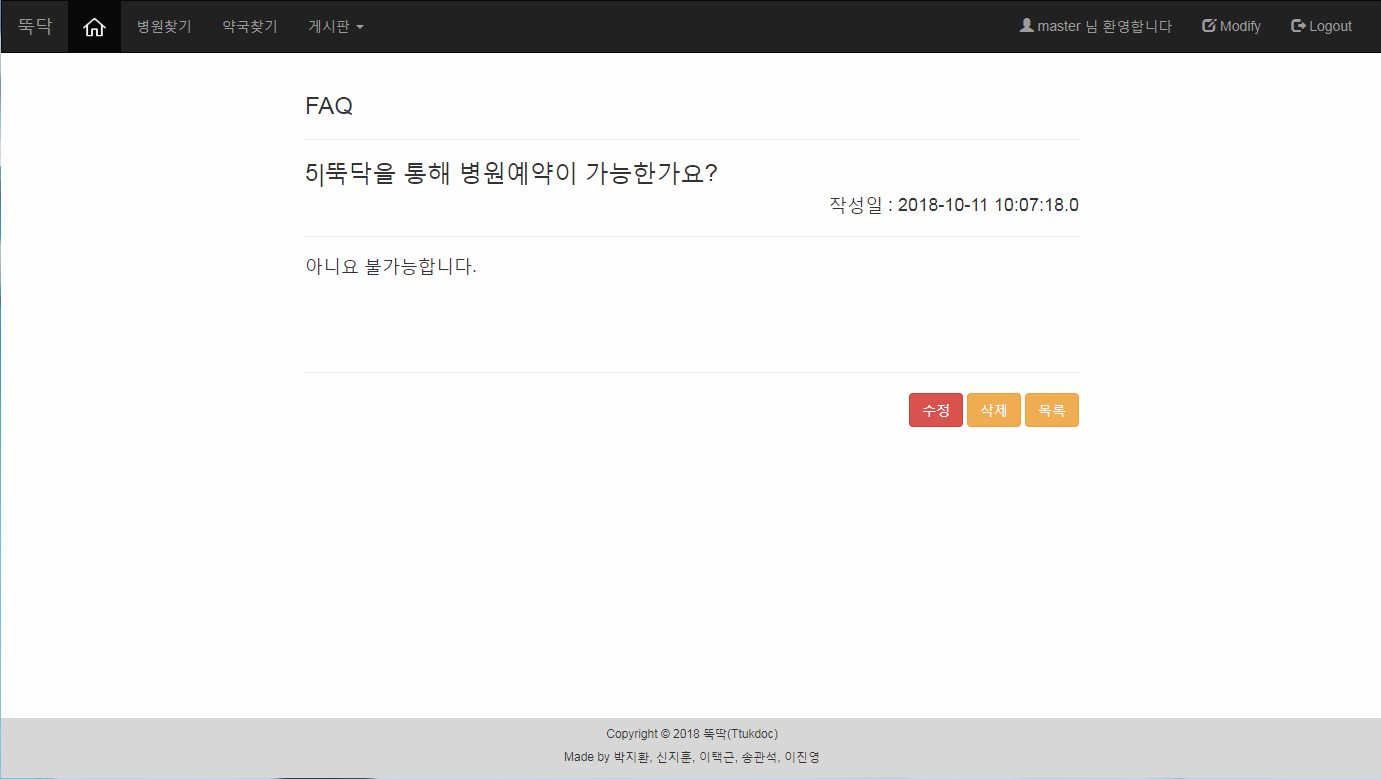 뚝닥 병원찾기 약국찾기 게시판 master 님 환영합니다 Modify Logout
FAQ
5|뚝닥을 통해 병원예약이 가능한가요?
작성일 : 2018-10-11 10:07:18.0
아니요 불가능합니다.
수정 삭제 목록
Copyright © 2018 뚝딱(Ttukdoc)
Made by 박지환, 신지훈, 이택근, 송관석, 이진영